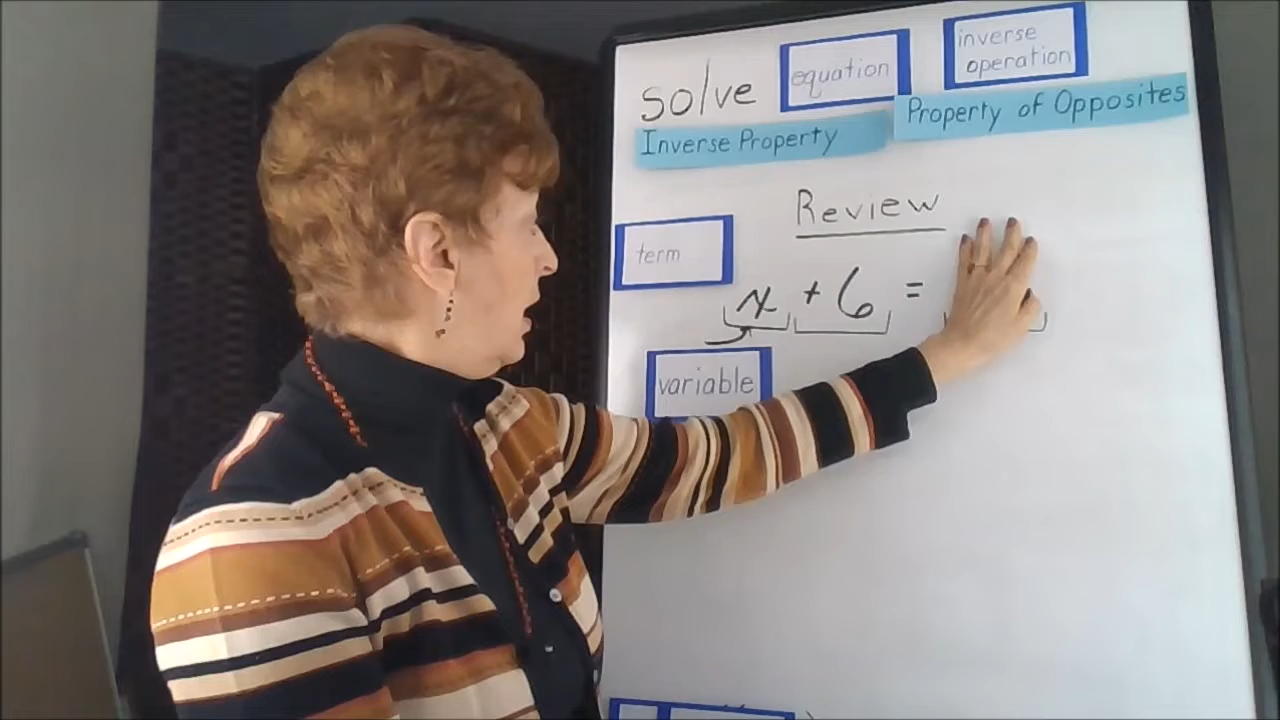 solve
equation
inverse
operation
Inverse Property
Property of Opposites
Review
term
x + 6 =
variable